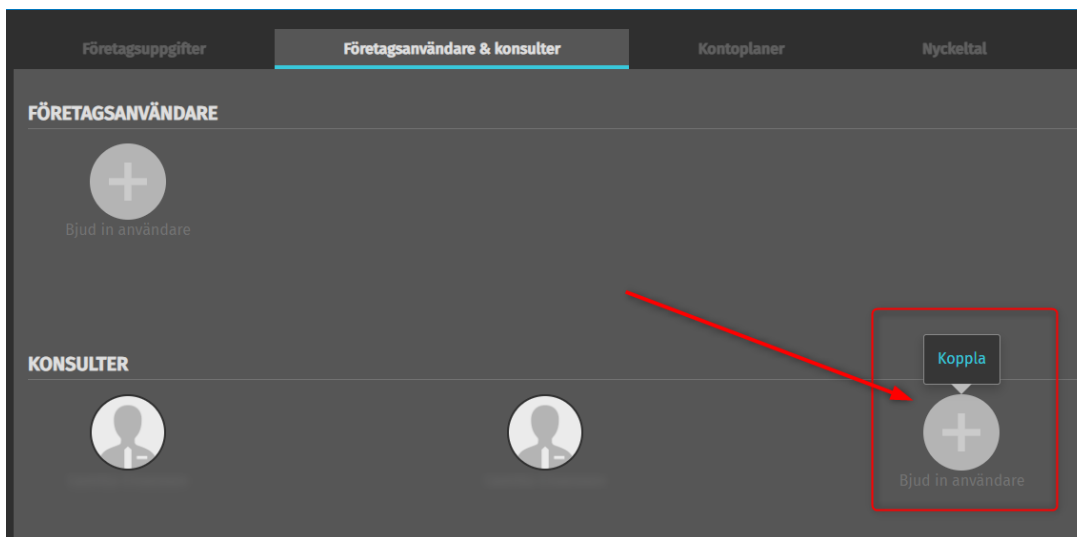 Företagsuppgifter
Företagsanvändare & konsulter
Kontoplaner
Nyckeltal
FÖRETAGSANVÄNDARE
Bjud in användare
KONSULTER
Koppla
Bjud in användare